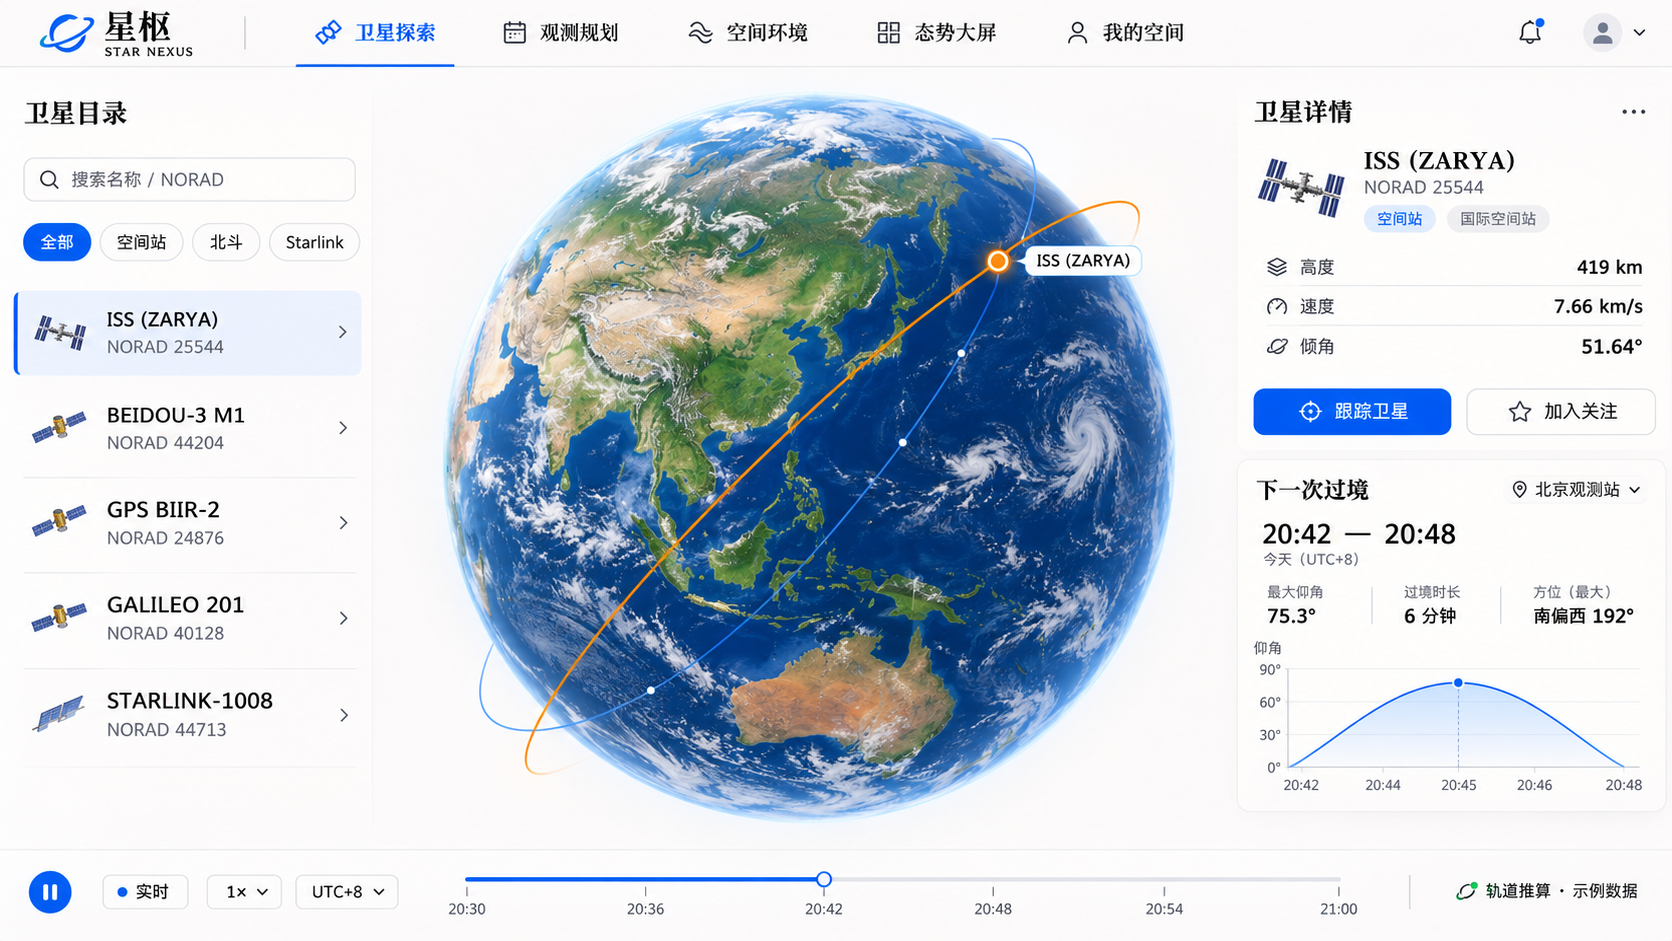 星枢
STAR NEXUS
卫星探索
观测规划
空间环境
态势大屏
我的空间
卫星目录
搜索名称 / NORAD
全部
空间站
北斗
Starlink
ISS (ZARYA)
NORAD 25544
BEIDOU-3 M1
NORAD 44204
GPS BIIR-2
NORAD 24876
GALILEO 201
NORAD 40128
STARLINK-1008
NORAD 44713
ISS (ZARYA)
卫星详情
ISS (ZARYA)
NORAD 25544
空间站
国际空间站
高度 419 km
速度 7.66 km/s
倾角 51.64°
跟踪卫星
加入关注
下一次过境
北京观测站
20:42 — 20:48
今天（UTC+8）
最大仰角
75.3°
过境时长
6 分钟
方位（最大）
南偏西 192°
仰角
90°
60°
30°
0°
20:42 20:44 20:45 20:46 20:48
实时
1×
UTC+8
20:30 20:36 20:42 20:48 20:54 21:00
轨道推算 · 示例数据